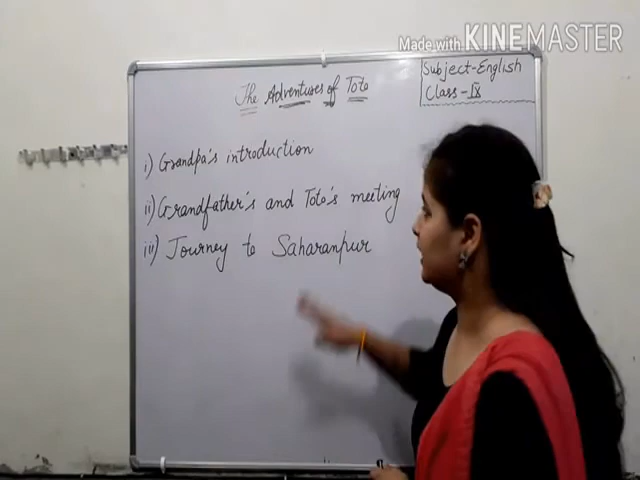 Made with KINEMASTER
Subject-English
Class-IX
The Adventures of Toto
i) Grandpa's introduction
ii) Grandfather's and Toto's meeting
iii) Journey to Saharanpur